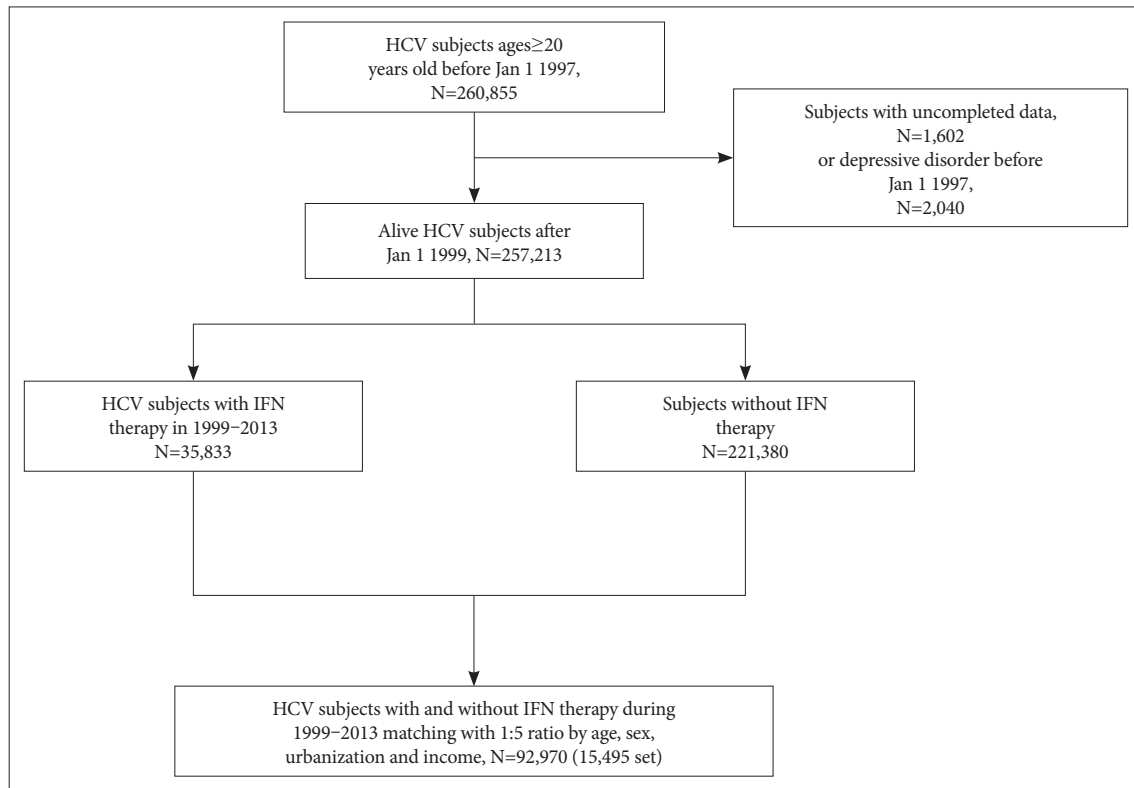 HCV subjects ages≥20
years old before Jan 1 1997,
N=260,855
Subjects with uncompleted data,
N=1,602
or depressive disorder before
Jan 1 1997,
N=2,040
Alive HCV subjects after
Jan 1 1999, N=257,213
HCV subjects with IFN
therapy in 1999−2013
N=35,833
Subjects without IFN
therapy
N=221,380
HCV subjects with and without IFN therapy during
1999−2013 matching with 1:5 ratio by age, sex,
urbanization and income, N=92,970 (15,495 set)